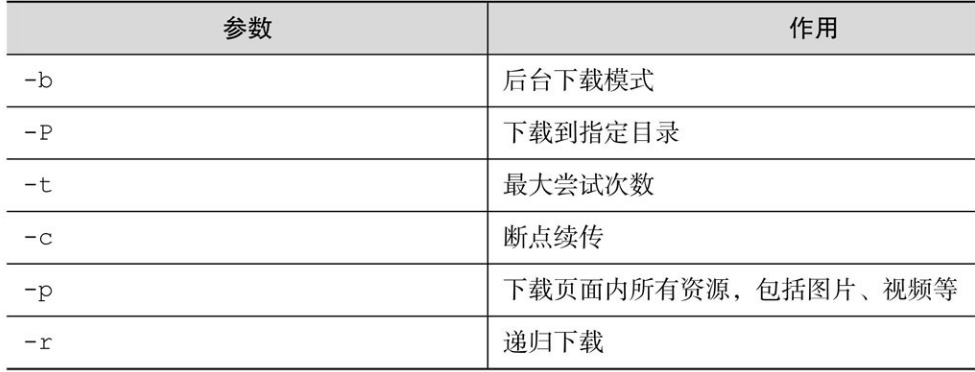 参数 作用
-b 后台下载模式
-P 下载到指定目录
-t 最大尝试次数
-c 断点续传
-p 下载页面内所有资源，包括图片、视频等
-r 递归下载